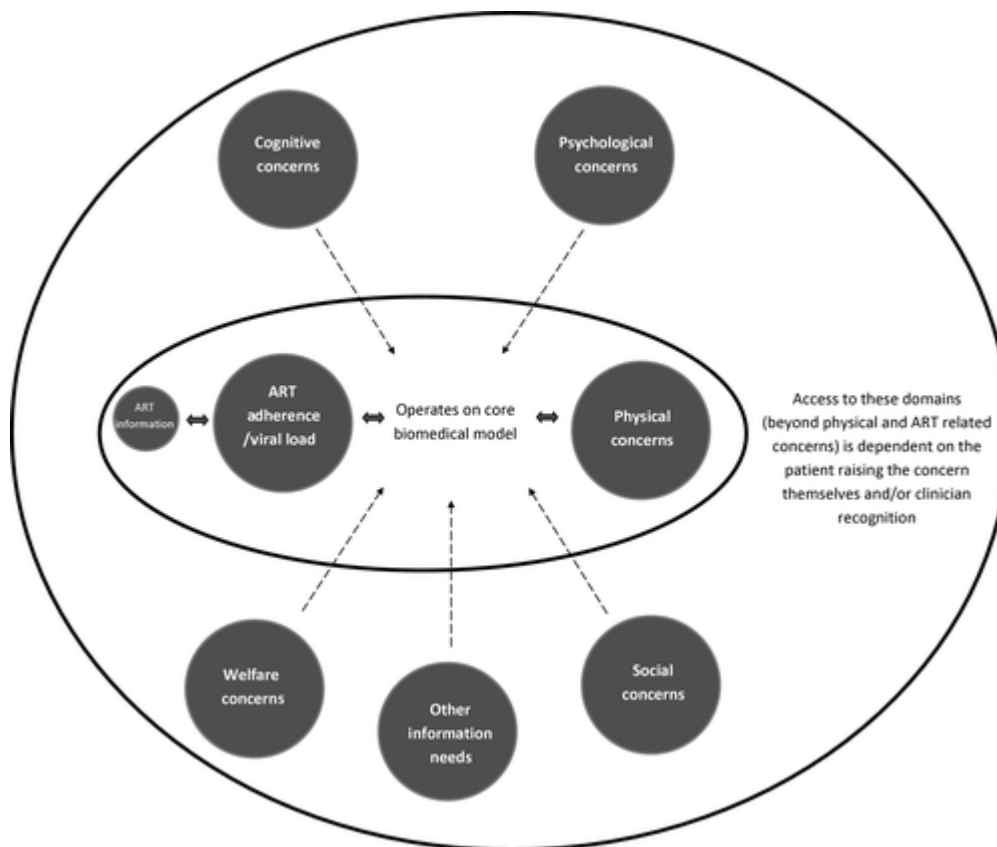 Cognitive
concerns
Psychological
concerns
ART
information
ART
adherence
/viral load
Operates on core
biomedical model
Physical
concerns
Access to these domains
(beyond physical and ART related
concerns) is dependent on the
patient raising the concern
themselves and/or clinician
recognition
Welfare
concerns
Other
information
needs
Social
concerns